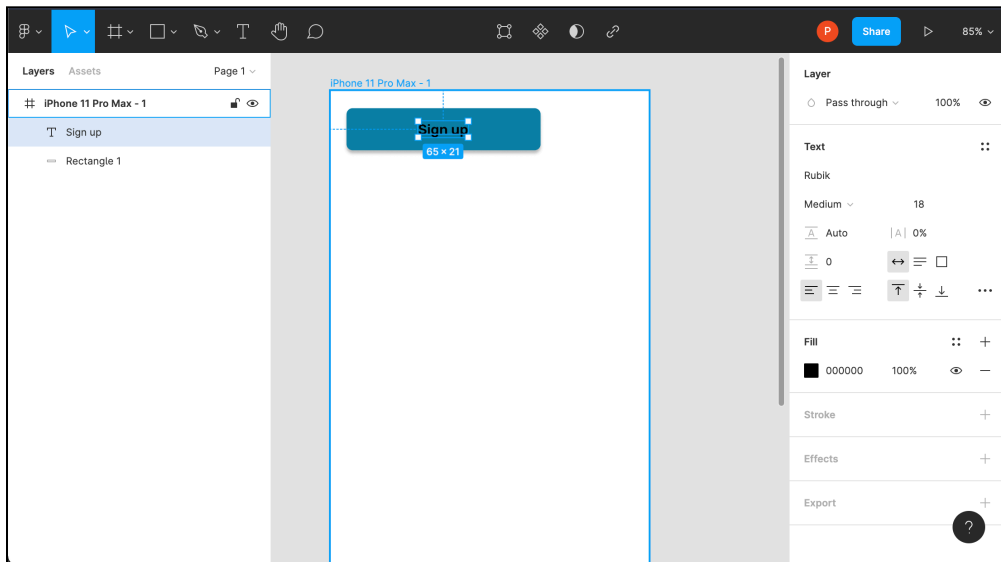 P
Share
85%
Layers
Assets
Page 1
iPhone 11 Pro Max - 1
Sign up
Rectangle 1
iPhone 11 Pro Max - 1
Sign up
65 × 21
Layer
Pass through
100%
Text
Rubik
Medium
18
Auto
0%
0
Fill
000000
100%
Stroke
Effects
Export
?